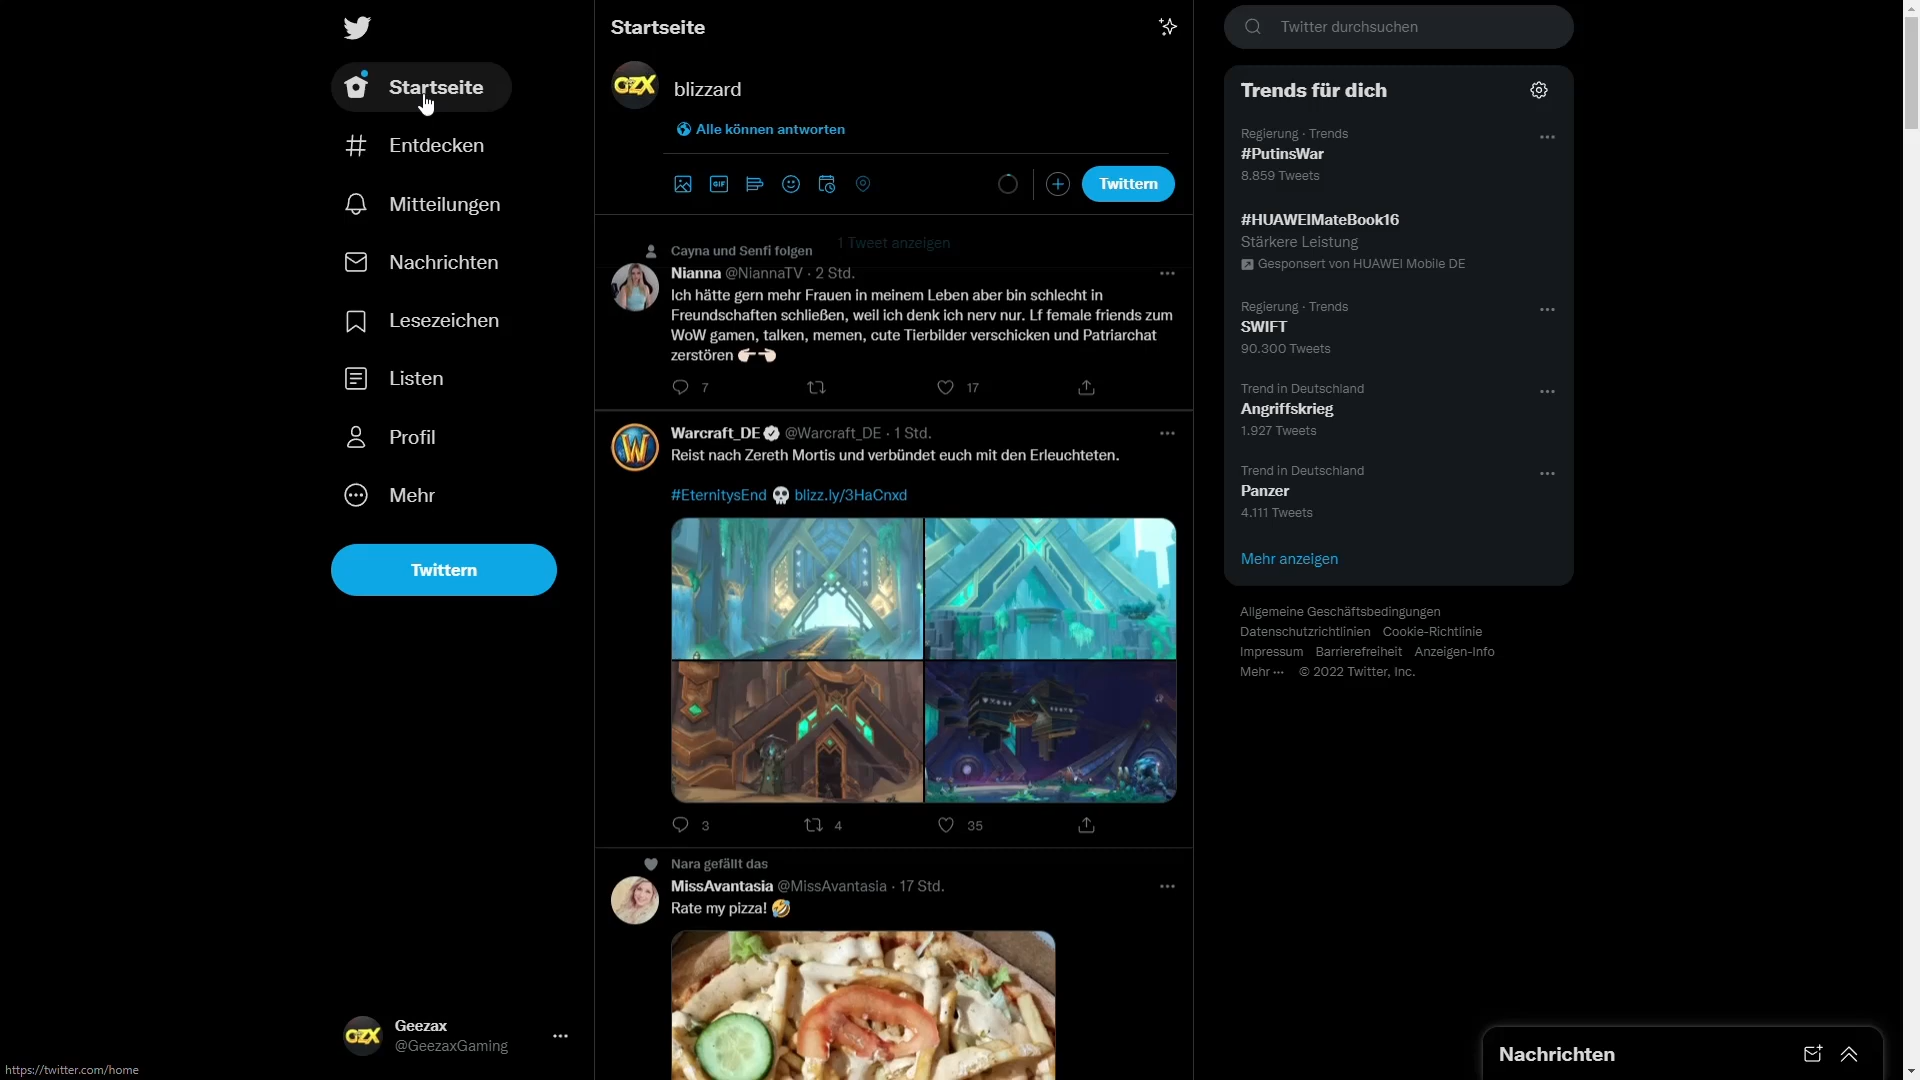 Startseite
Entdecken
Mitteilungen
Nachrichten
Lesezeichen
Listen
Profil
Mehr
Twittern
Geezax
@GeezaxGaming
https://twitter.com/home
Startseite
GZX
blizzard
Alle können antworten
GIF
Twittern
1 Tweet anzeigen
Cayna und Senfi folgen
Nianna @NiannaTV · 2 Std.
Ich hätte gern mehr Frauen in meinem Leben aber bin schlecht in
Freundschaften schließen, weil ich denk ich nerv nur. Lf female friends zum
WoW gamen, talken, memen, cute Tierbilder verschicken und Patriarchat
zerstören 👉🏻👈🏻
7
17
Warcraft_DE @Warcraft_DE · 1 Std.
Reist nach Zereth Mortis und verbündet euch mit den Erleuchteten.
#EternitysEnd 💀 blizz.ly/3HaCnxd
3
4
35
Nara gefällt das
MissAvantasia @MissAvantasia · 17 Std.
Rate my pizza! 🤣
Twitter durchsuchen
Trends für dich
Regierung · Trends
#PutinsWar
8.859 Tweets
#HUAWEIMateBook16
Stärkere Leistung
Gesponsert von HUAWEI Mobile DE
Regierung · Trends
SWIFT
90.300 Tweets
Trend in Deutschland
Angriffskrieg
1.927 Tweets
Trend in Deutschland
Panzer
4.111 Tweets
Mehr anzeigen
Allgemeine Geschäftsbedingungen
Datenschutzrichtlinien Cookie-Richtlinie
Impressum Barrierefreiheit Anzeigen-Info
Mehr ··· © 2022 Twitter, Inc.
Nachrichten
GZX